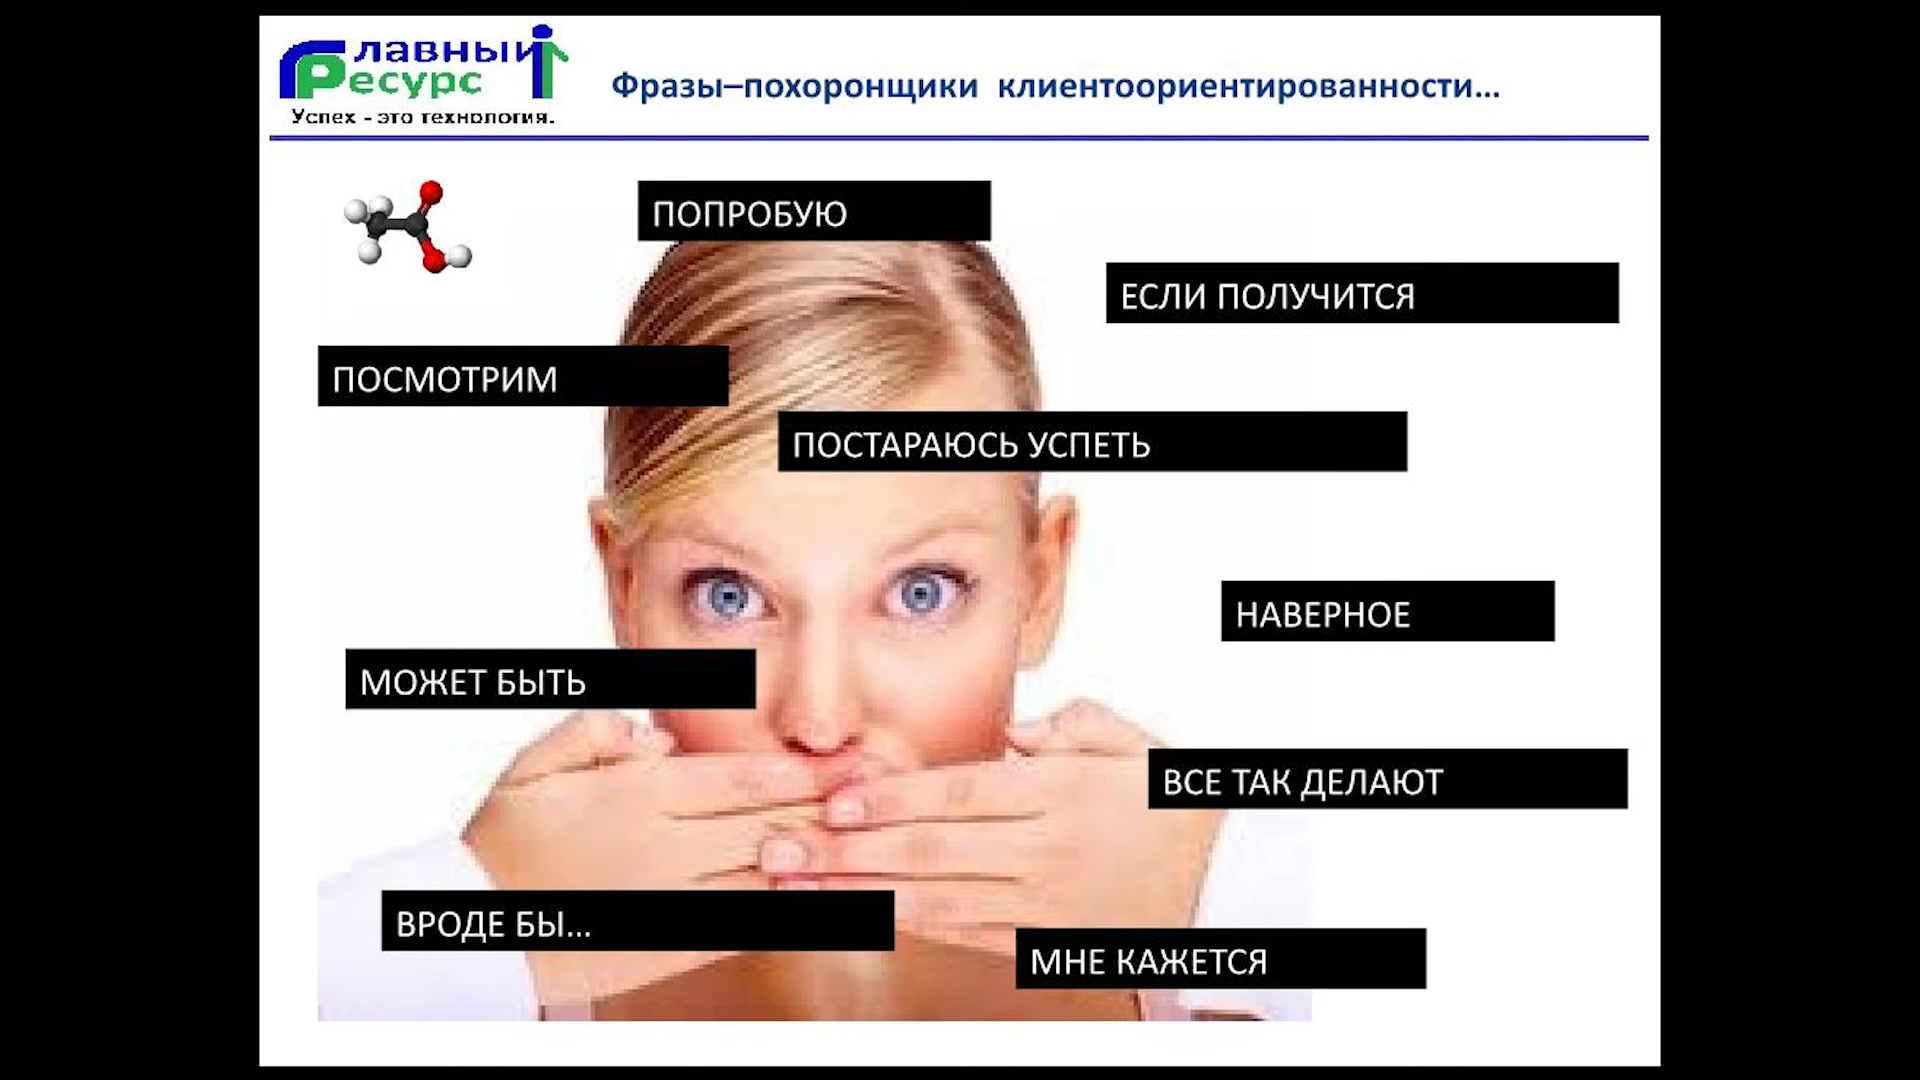 Главный
Ресурс
Успех - это технология.
Фразы–похоронщики клиентоориентированности...
ПОПРОБУЮ
ЕСЛИ ПОЛУЧИТСЯ
ПОСМОТРИМ
ПОСТАРАЮСЬ УСПЕТЬ
НАВЕРНОЕ
МОЖЕТ БЫТЬ
ВСЕ ТАК ДЕЛАЮТ
ВРОДЕ БЫ...
МНЕ КАЖЕТСЯ